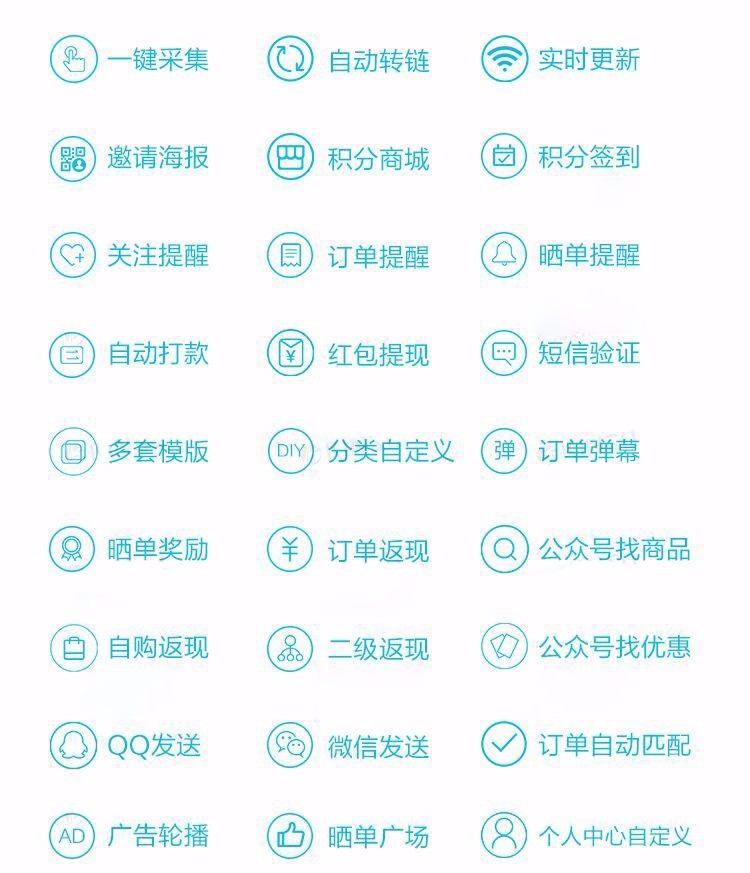 一键采集
自动转链
实时更新
邀请海报
积分商城
积分签到
关注提醒
订单提醒
晒单提醒
自动打款
¥
红包提现
短信验证
多套模版
DIY
分类自定义
弹
订单弹幕
晒单奖励
¥
订单返现
公众号找商品
自购返现
二级返现
公众号找优惠
QQ发送
微信发送
订单自动匹配
AD
广告轮播
晒单广场
个人中心自定义